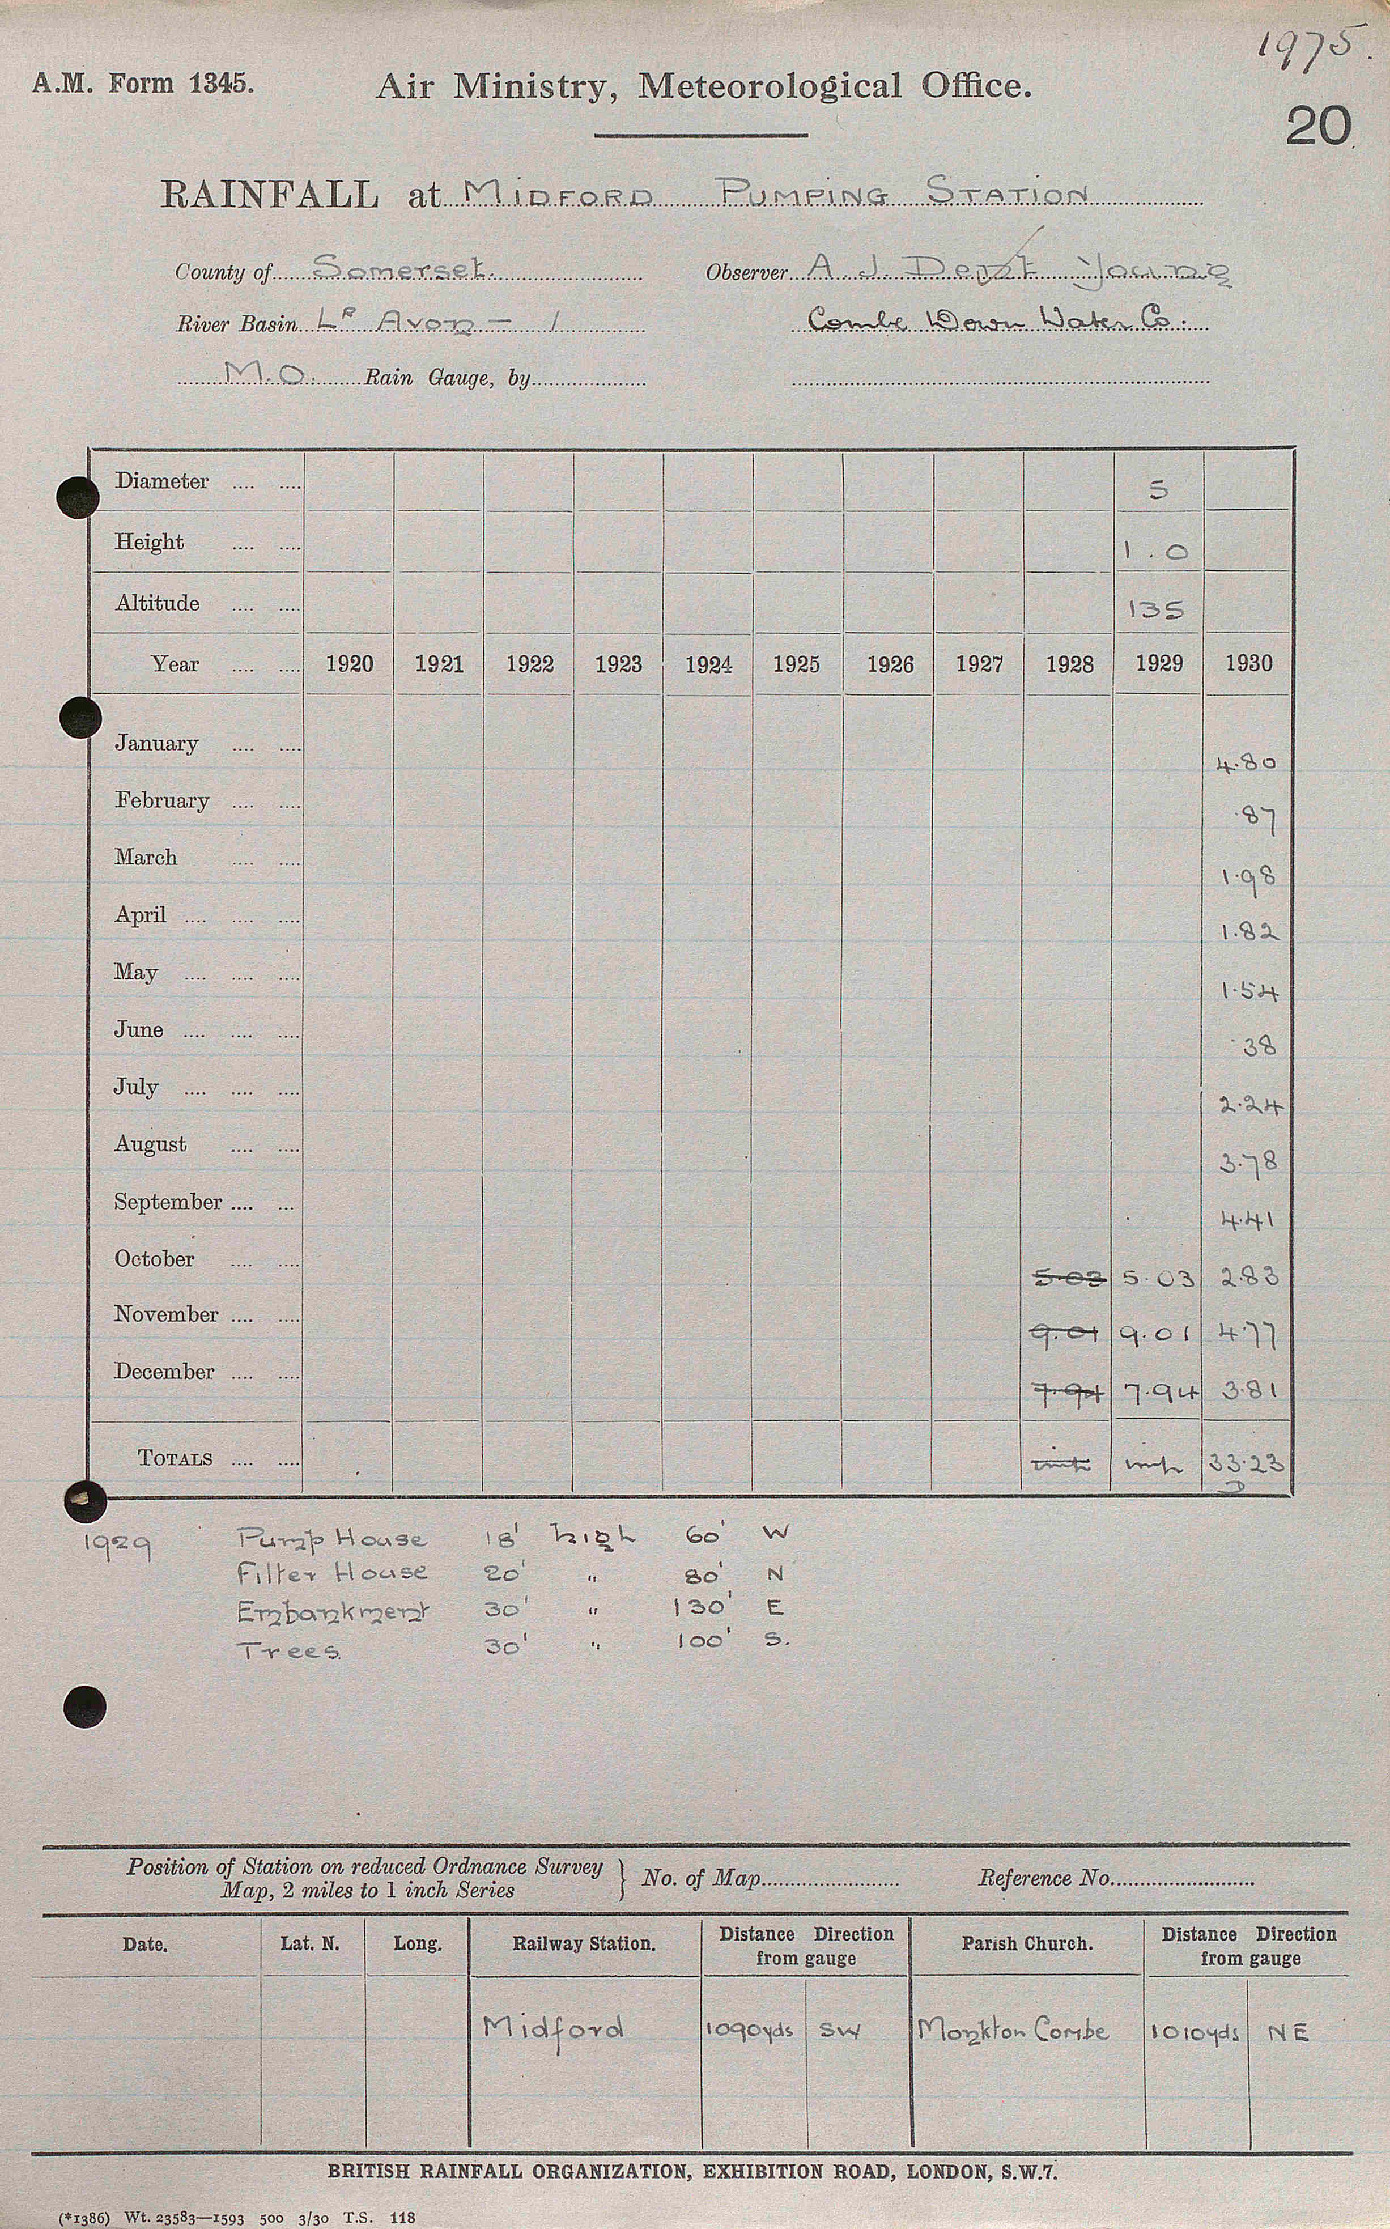 1975.
A.M. Form 1345. Air Ministry, Meteorological Office.
20
RAINFALL at MIDFORD PUMPING STATION
County of Somerset. Observer A J Dent Young
River Basin Lr Avon - 1 Combe Down Water Co.
M.O. Rain Gauge, by
Diameter .... .... 5
Height .... .... 1.0
Altitude .... .... 135
Year .... .... 1920 1921 1922 1923 1924 1925 1926 1927 1928 1929 1930
January .... .... 4.80
February .... .... .87
March .... .... 1.98
April .... .... .... 1.82
May .... .... .... 1.54
June .... .... .... .38
July .... .... .... 2.24
August .... .... 3.78
September .... ... 4.41
October .... .... 5.03 5.03 2.83
November .... .... 9.01 9.01 4.77
December .... .... 7.94 7.94 3.81
TOTALS .... .... imp imp 33.23
1929 Pump House 18' high 60' W
Filter House 20' " 80' N
Embankment 30' " 130' E
Trees. 30' " 100' S.
Position of Station on reduced Ordnance Survey
Map, 2 miles to 1 inch Series } No. of Map Reference No.
Date. Lat. N. Long. Railway Station. Distance Direction from gauge Parish Church. Distance Direction from gauge
Midford 1090yds SW Monkton Combe 1010yds NE
BRITISH RAINFALL ORGANIZATION, EXHIBITION ROAD, LONDON, S.W.7.
(*1386) Wt. 23583—1593 500 3/30 T.S. 118